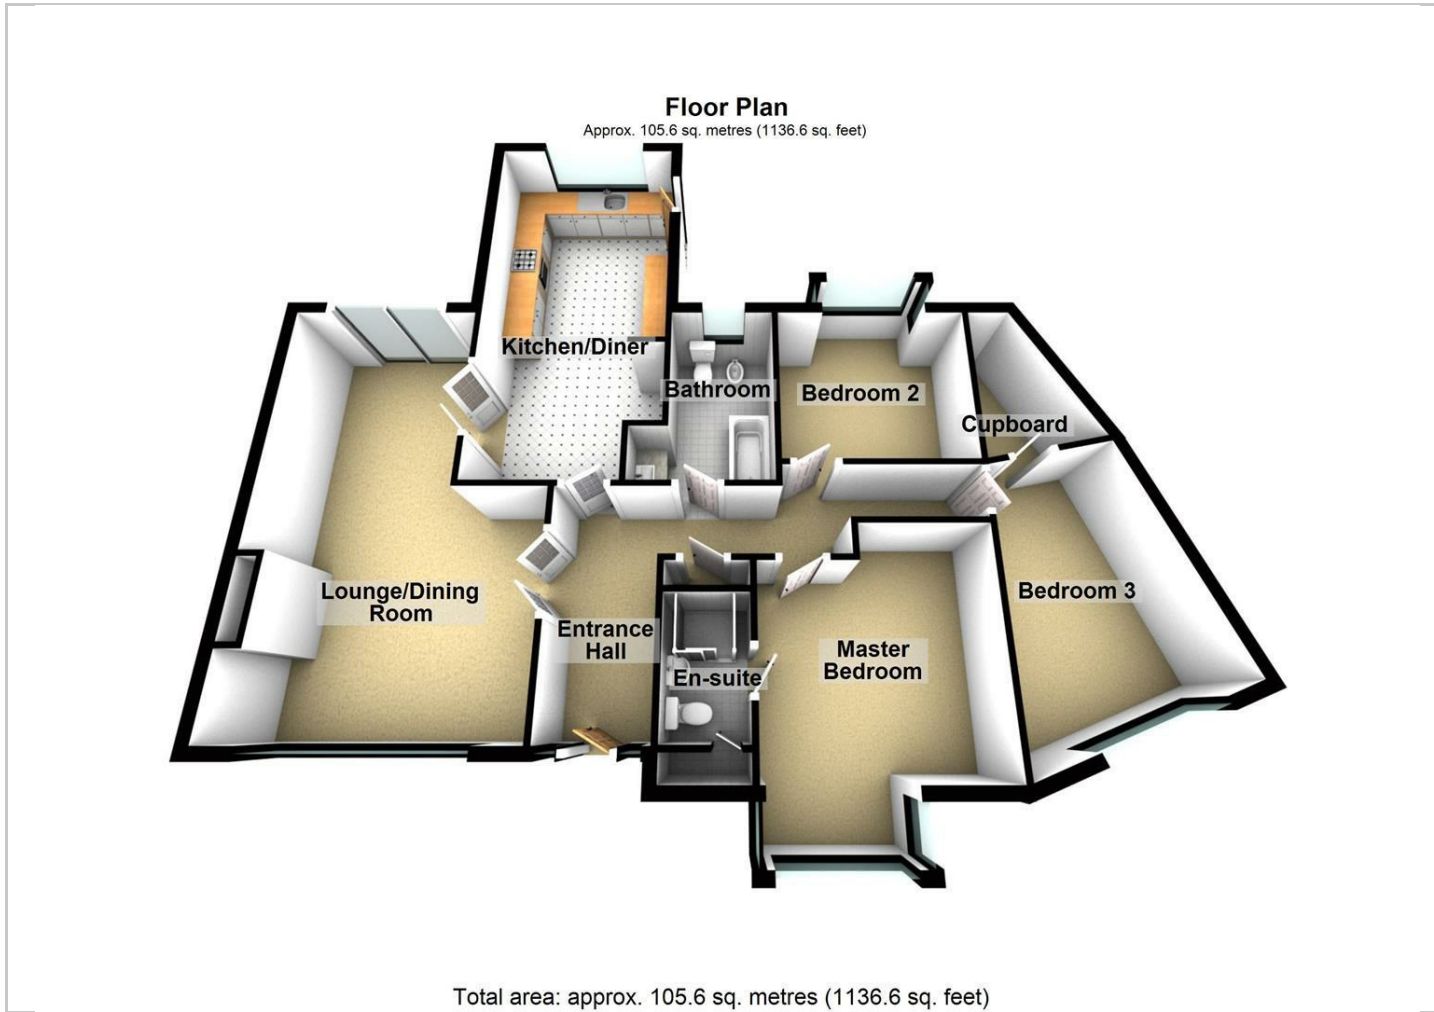 Floor Plan
Approx. 105.6 sq. metres (1136.6 sq. feet)
Kitchen/Diner
Bathroom
Bedroom 2
Cupboard
Lounge/Dining
Room
Entrance
Hall
En-suite
Master
Bedroom
Bedroom 3
Total area: approx. 105.6 sq. metres (1136.6 sq. feet)